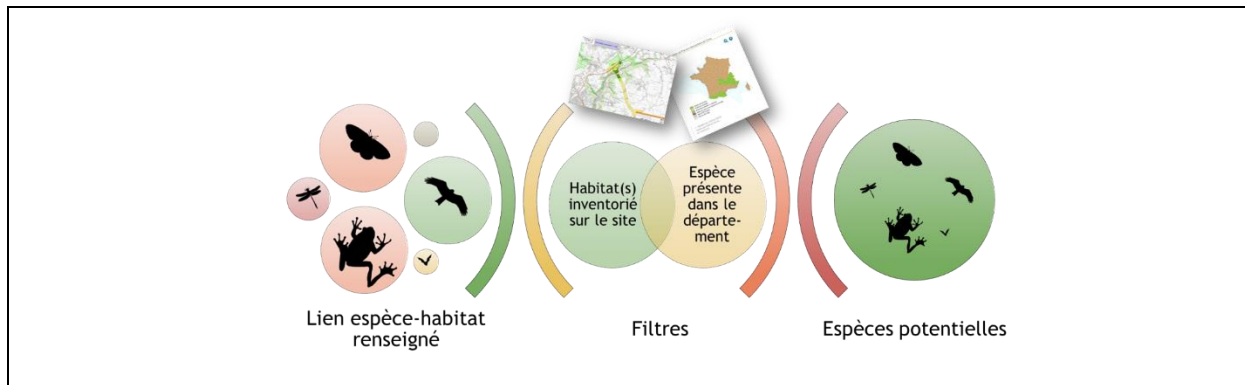 Habitat(s)
inventorié
sur le site
Espèce
présente
dans le
départe-
ment
Lien espèce-habitat
renseigné
Filtres
Espèces potentielles